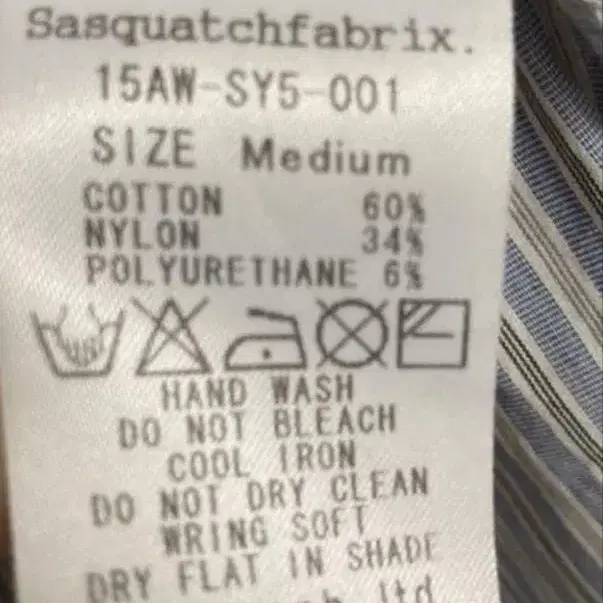 Sasquatchfabrix.
15AW-SY5-001
SIZE Medium
COTTON 60%
NYLON 34%
POLYURETHANE 6%
HAND WASH
DO NOT BLEACH
COOL IRON
DO NOT DRY CLEAN
WRING SOFT
DRY FLAT IN SHADE
ltd